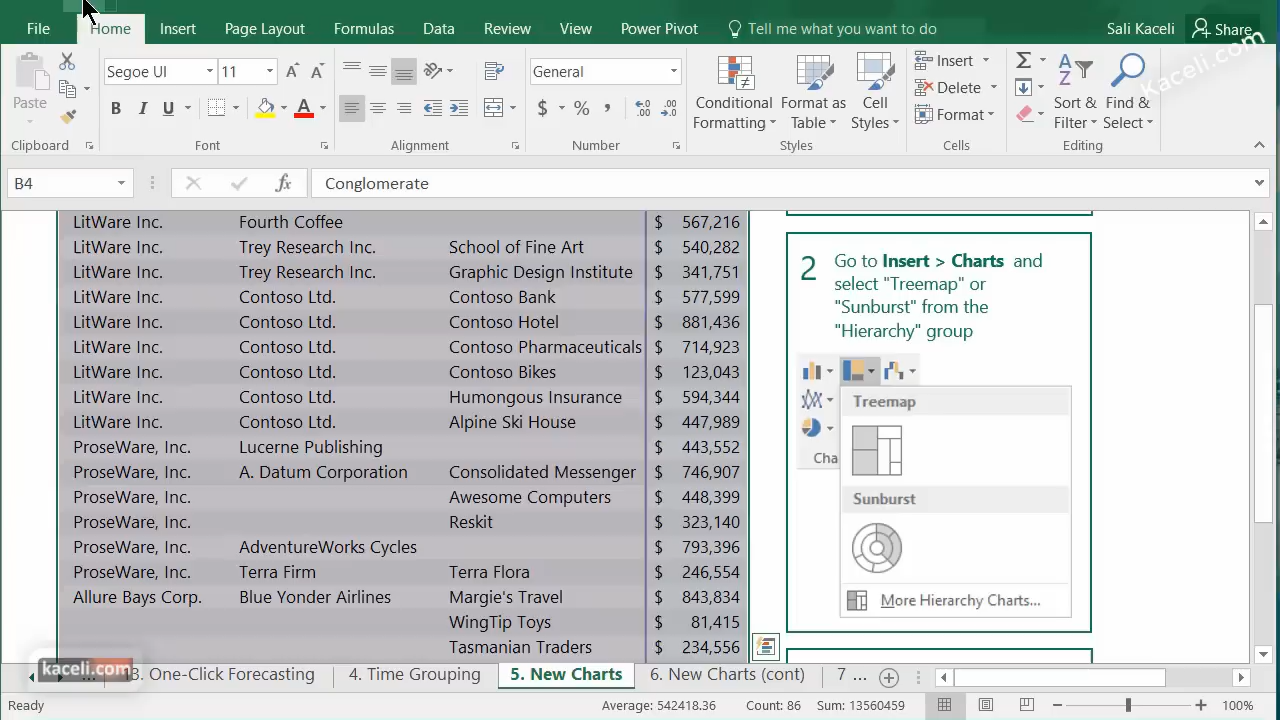 File Home Insert Page Layout Formulas Data Review View Power Pivot Tell me what you want to do Sali Kaceli Share
Kaceli.com
Paste Segoe UI 11 General Conditional Formatting Format as Table Cell Styles Insert Delete Format Sort & Filter Find & Select
Clipboard Font Alignment Number Styles Cells Editing
B4 fx Conglomerate
LitWare Inc. Fourth Coffee $ 567,216
LitWare Inc. Trey Research Inc. School of Fine Art $ 540,282
LitWare Inc. Trey Research Inc. Graphic Design Institute $ 341,751
LitWare Inc. Contoso Ltd. Contoso Bank $ 577,599
LitWare Inc. Contoso Ltd. Contoso Hotel $ 881,436
LitWare Inc. Contoso Ltd. Contoso Pharmaceuticals $ 714,923
LitWare Inc. Contoso Ltd. Contoso Bikes $ 123,043
LitWare Inc. Contoso Ltd. Humongous Insurance $ 594,344
LitWare Inc. Contoso Ltd. Alpine Ski House $ 447,989
ProseWare, Inc. Lucerne Publishing $ 443,552
ProseWare, Inc. A. Datum Corporation Consolidated Messenger $ 746,907
ProseWare, Inc. Awesome Computers $ 448,399
ProseWare, Inc. Reskit $ 323,140
ProseWare, Inc. AdventureWorks Cycles $ 793,396
ProseWare, Inc. Terra Firm Terra Flora $ 246,554
Allure Bays Corp. Blue Yonder Airlines Margie's Travel $ 843,834
WingTip Toys $ 81,415
Tasmanian Traders $ 234,556
2 Go to Insert > Charts and
select "Treemap" or
"Sunburst" from the
"Hierarchy" group
Treemap
Cha
Sunburst
More Hierarchy Charts...
kaceli.com
... 13. One-Click Forecasting 4. Time Grouping 5. New Charts 6. New Charts (cont) 7 ...
Ready Average: 542418.36 Count: 86 Sum: 13560459 100%